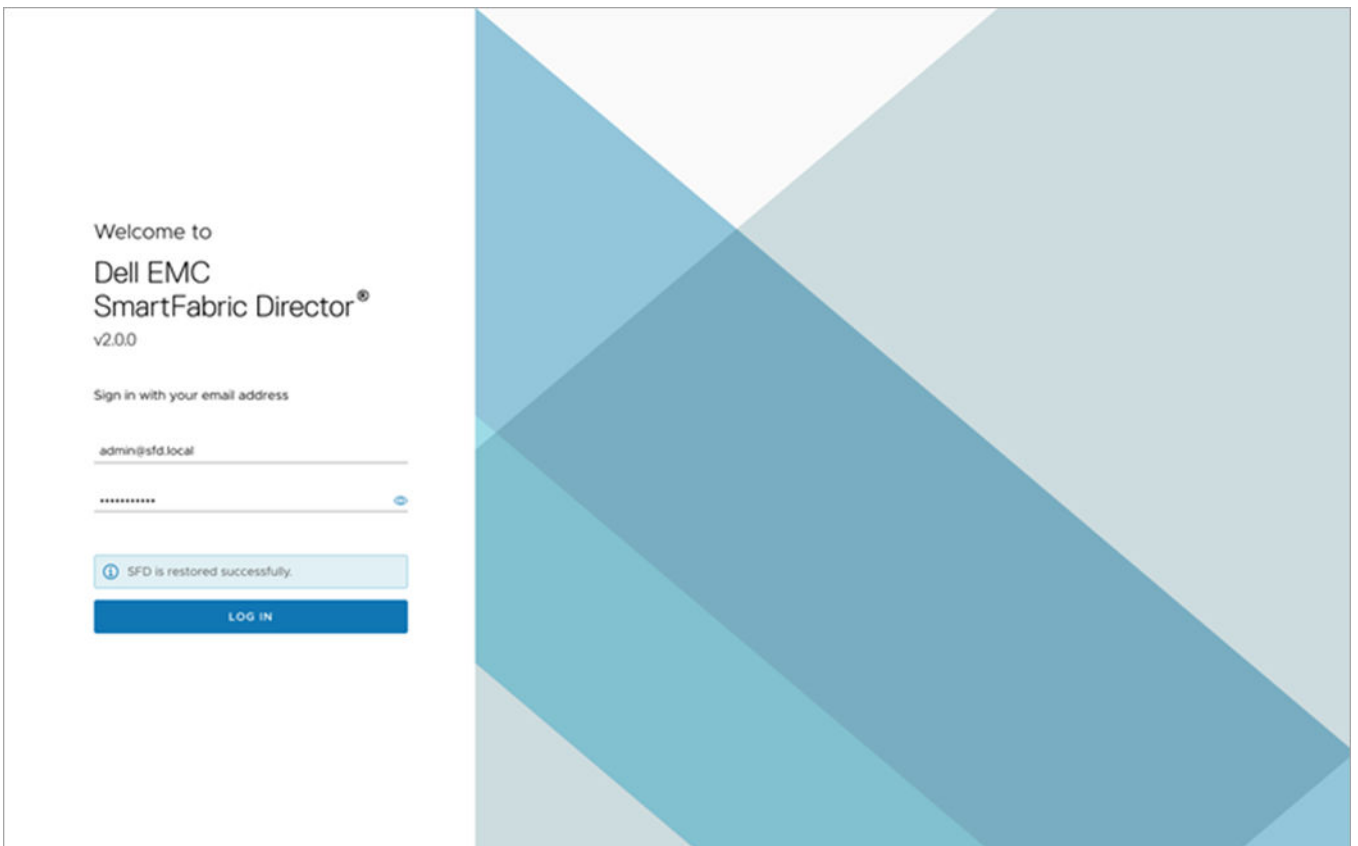 Welcome to
Dell EMC
SmartFabric Director®
v2.0.0
Sign in with your email address
admin@sfd.local
•••••••••••
SFD is restored successfully.
LOG IN